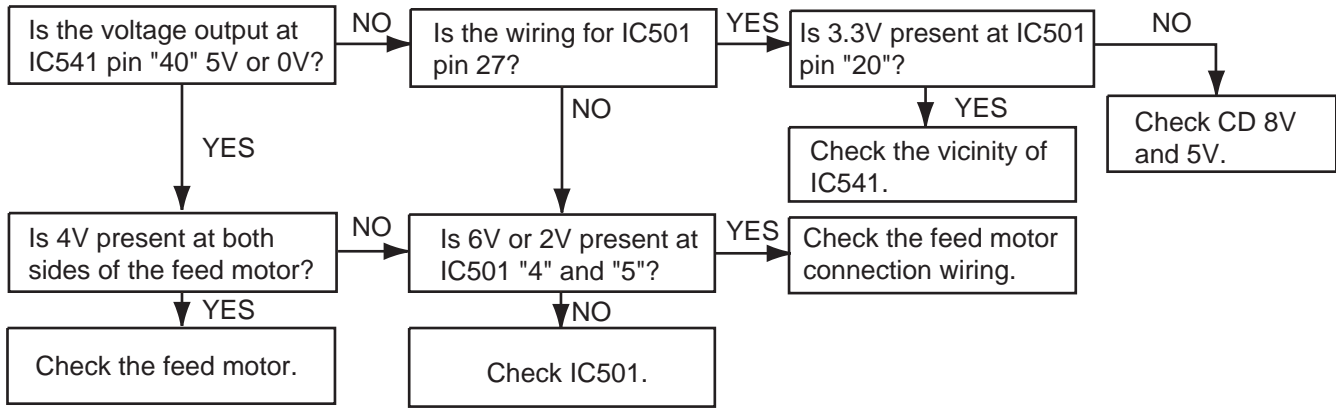 Is the voltage output at
IC541 pin "40" 5V or 0V?
NO
Is the wiring for IC501
pin 27?
YES
Is 3.3V present at IC501
pin "20"?
NO
YES
NO
YES
Check the vicinity of
IC541.
Check CD 8V
and 5V.
Is 4V present at both
sides of the feed motor?
NO
Is 6V or 2V present at
IC501 "4" and "5"?
YES
Check the feed motor
connection wiring.
YES
NO
Check the feed motor.
Check IC501.